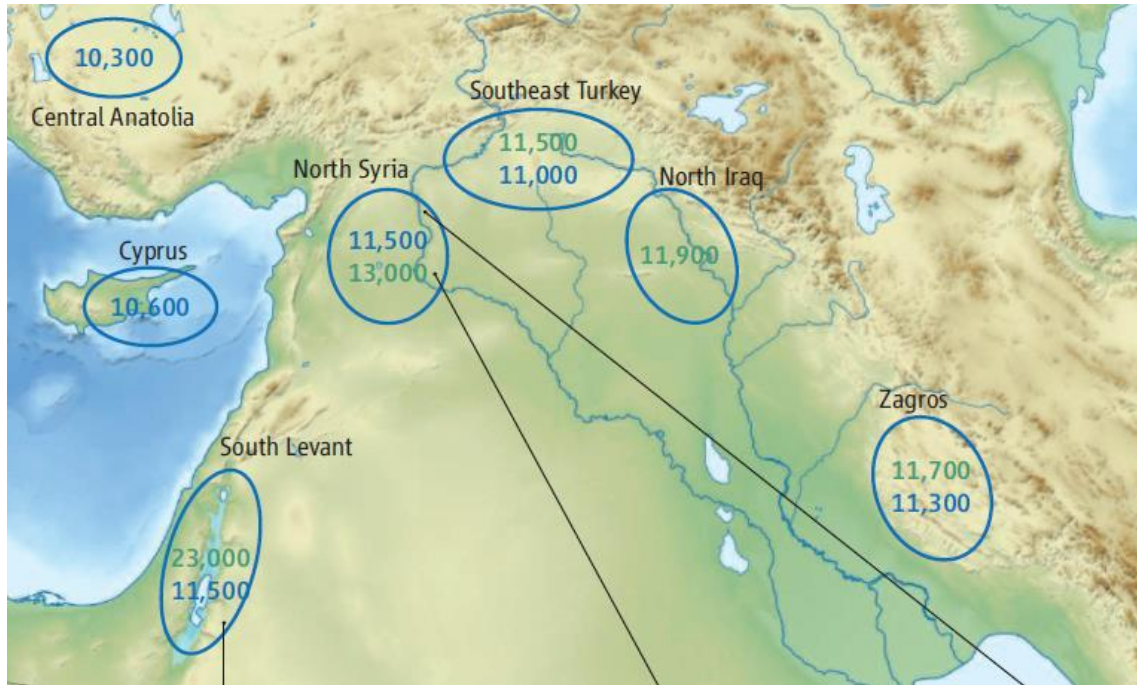 10,300
Central Anatolia
Southeast Turkey
11,500
11,000
North Syria
11,500
13,000
North Iraq
11,900
Cyprus
10,600
Zagros
11,700
11,300
South Levant
23,000
11,500